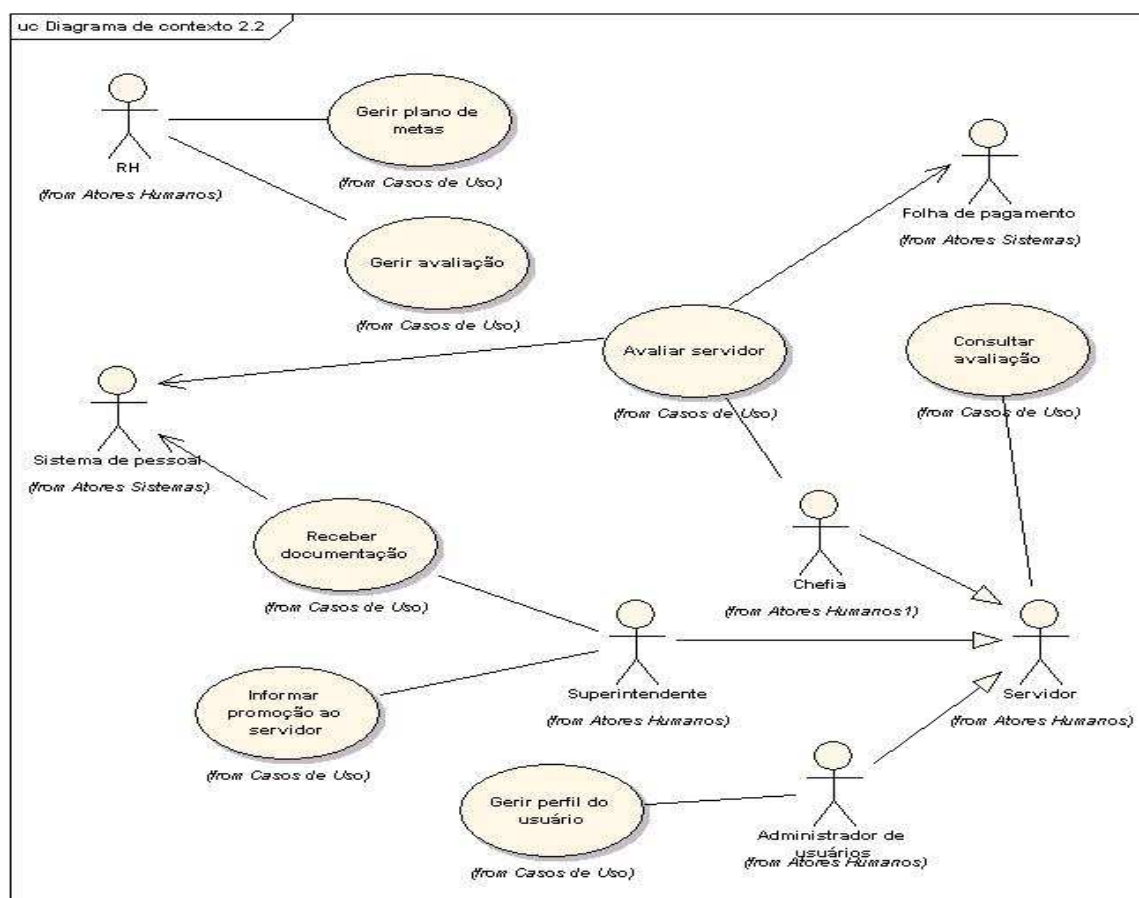 uc Diagrama de contexto 2.2
Gerir plano de
metas
(from Casos de Uso)
RH
(from Atores Humanos)
Gerir avaliação
(from Casos de Uso)
Folha de pagamento
(from Atores Sistemas)
Avaliar servidor
(from Casos de Uso)
Consultar
avaliação
(from Casos de Uso)
Sistema de pessoal
(from Atores Sistemas)
Receber
documentação
(from Casos de Uso)
Chefia
(from Atores Humanos1)
Superintendente
(from Atores Humanos)
Servidor
(from Atores Humanos)
Informar
promoção ao
servidor
(from Casos de Uso)
Gerir perfil do
usuário
(from Casos de Uso)
Administrador de
usuários
(from Atores Humanos)